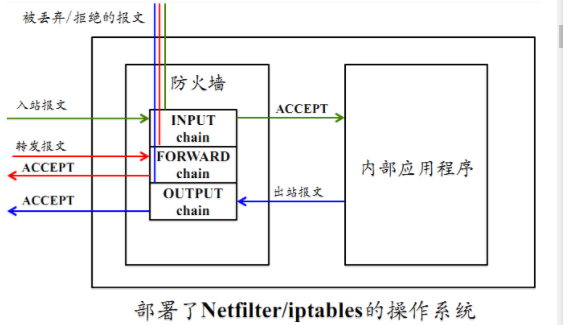 被丢弃/拒绝的报文
防火墙
入站报文
INPUT
chain
ACCEPT
转发报文
FORWARD
chain
ACCEPT
内部应用程序
OUTPUT
chain
出站报文
ACCEPT
部署了Netfilter/iptables的操作系统